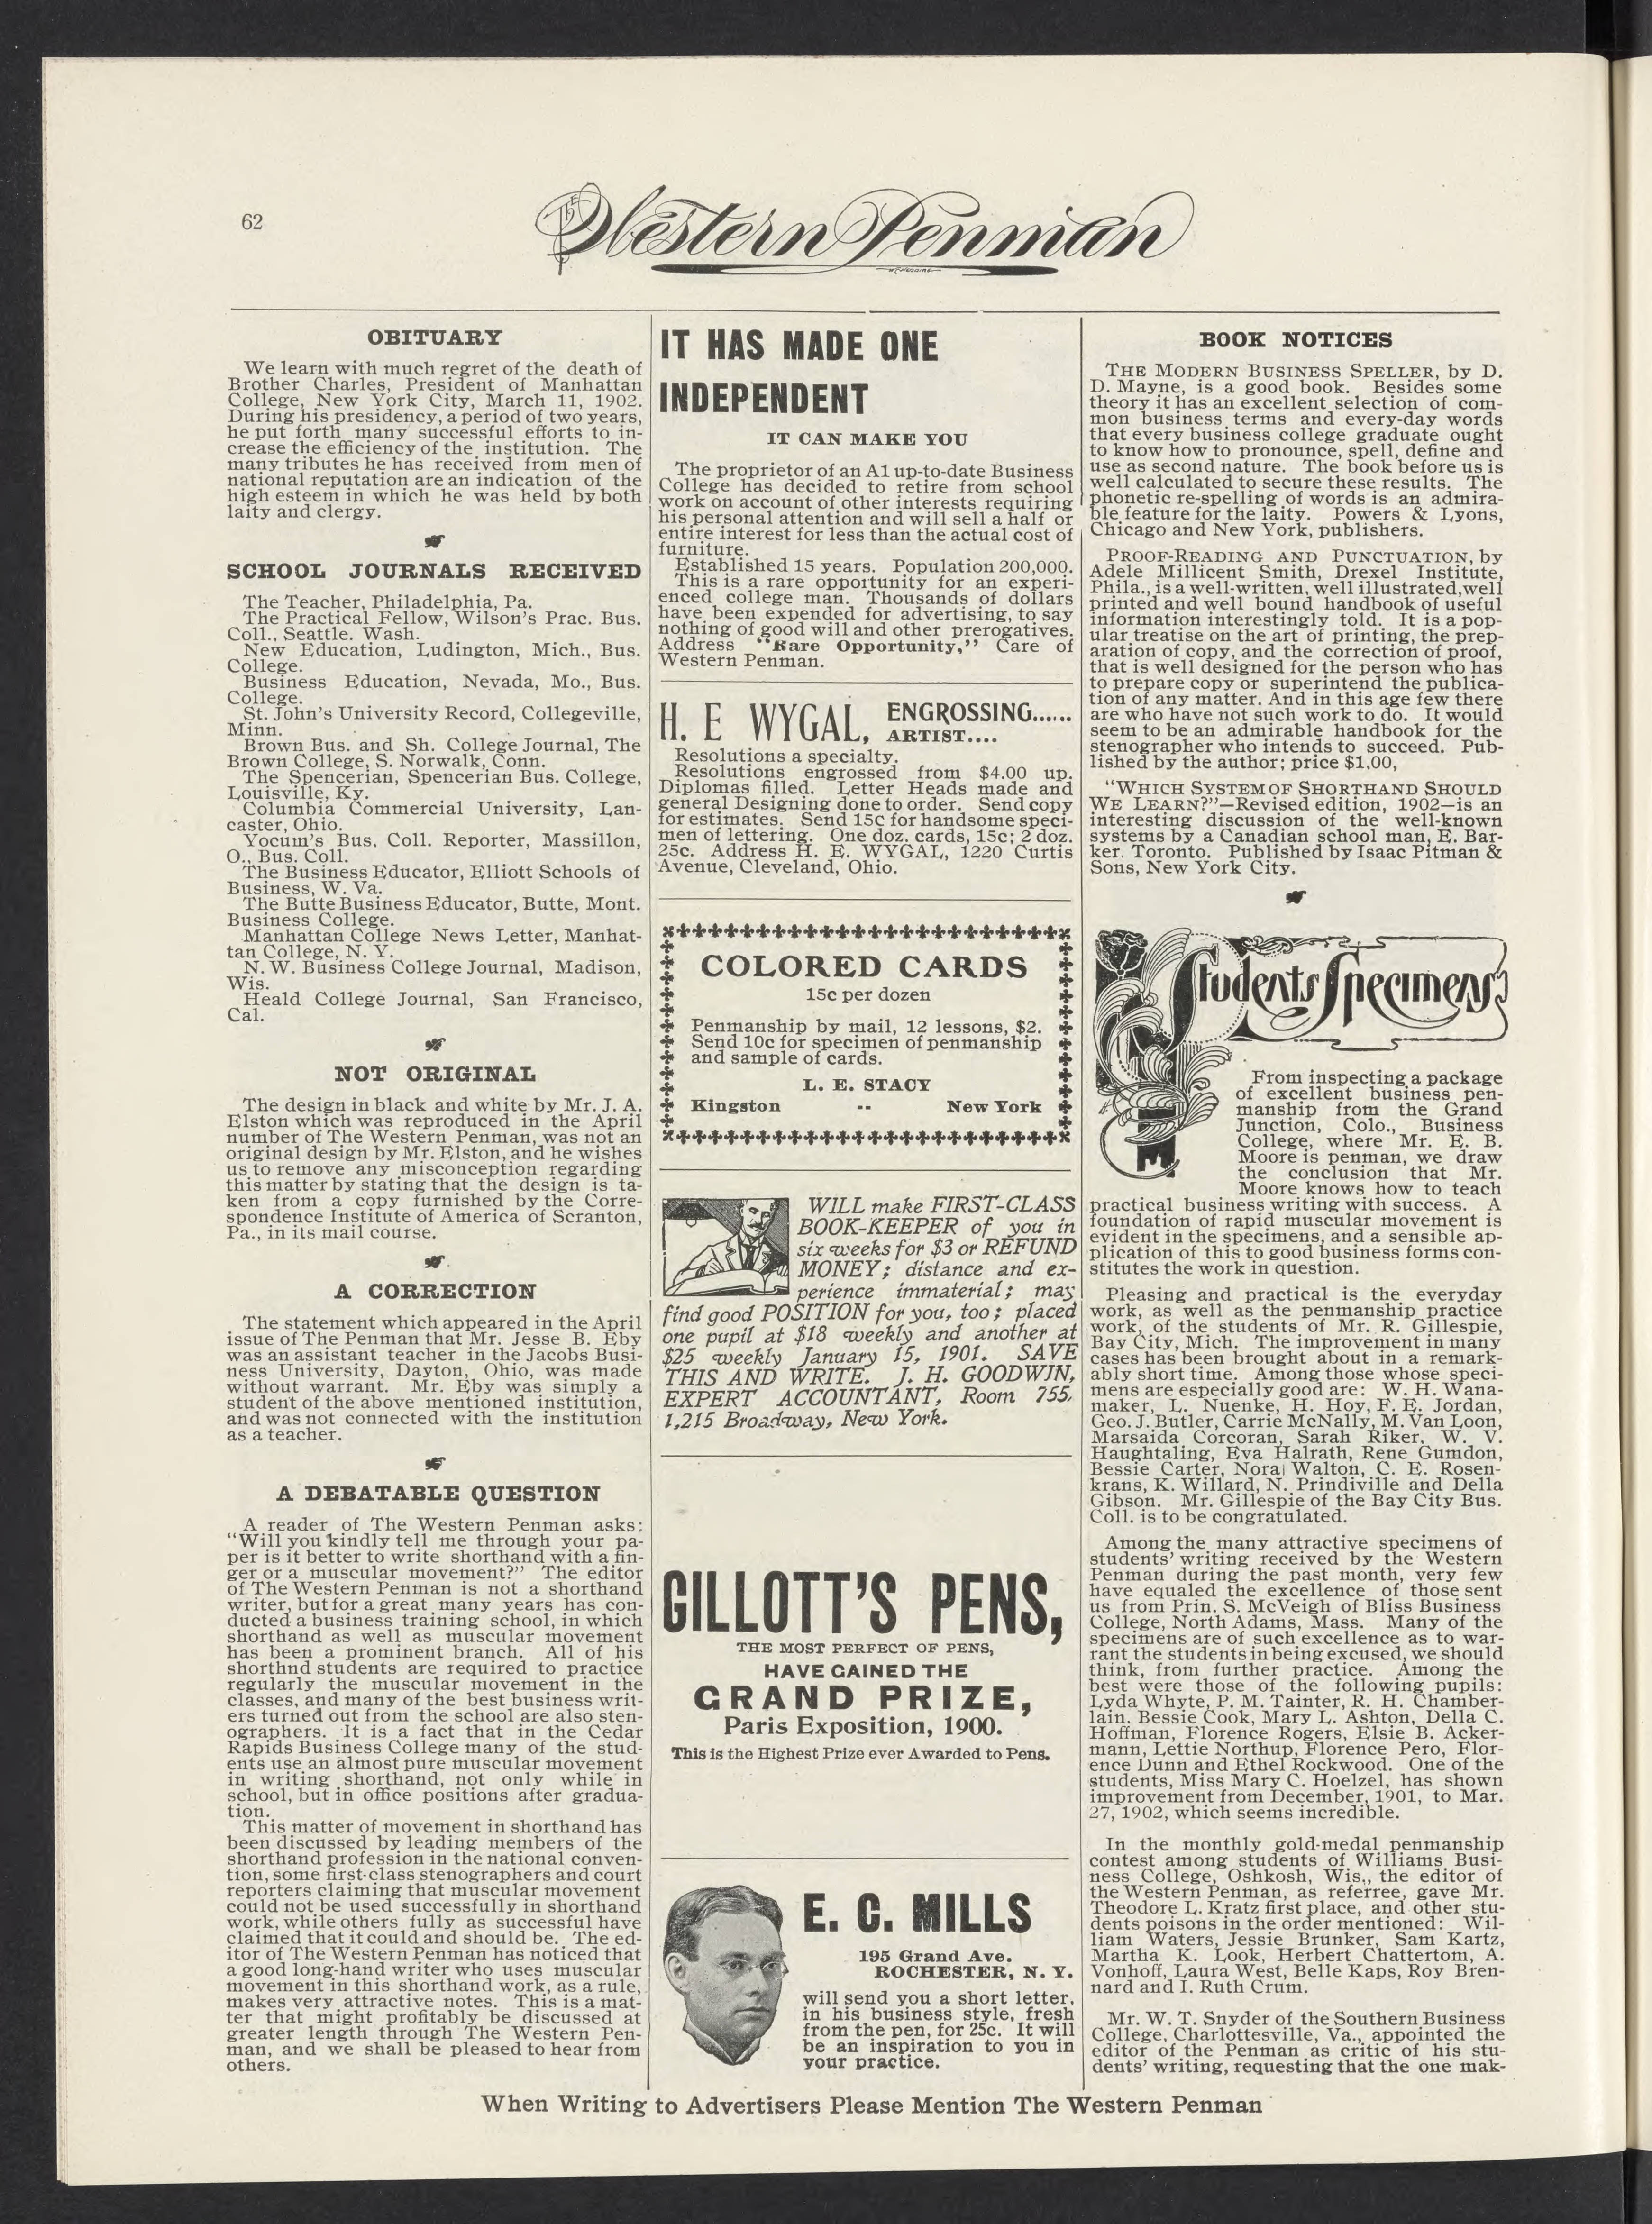 62
The Western Penman
OBITUARY
We learn with much regret of the death of
Brother Charles, President of Manhattan
College, New York City, March 11, 1902.
During his presidency, a period of two years,
he put forth many successful efforts to in-
crease the efficiency of the institution. The
many tributes he has received from men of
national reputation are an indication of the
high esteem in which he was held by both
laity and clergy.
SCHOOL JOURNALS RECEIVED
The Teacher, Philadelphia, Pa.
The Practical Fellow, Wilson's Prac. Bus.
Coll., Seattle. Wash.
New Education, Ludington, Mich., Bus.
College.
Business Education, Nevada, Mo., Bus.
College.
St. John's University Record, Collegeville,
Minn.
Brown Bus. and Sh. College Journal, The
Brown College, S. Norwalk, Conn.
The Spencerian, Spencerian Bus. College,
Louisville, Ky.
Columbia Commercial University, Lan-
caster, Ohio.
Yocum's Bus. Coll. Reporter, Massillon,
O., Bus. Coll.
The Business Educator, Elliott Schools of
Business, W. Va.
The Butte Business Educator, Butte, Mont.
Business College.
Manhattan College News Letter, Manhat-
tan College, N. Y.
N. W. Business College Journal, Madison,
Wis.
Heald College Journal, San Francisco,
Cal.
NOT ORIGINAL
The design in black and white by Mr. J. A.
Elston which was reproduced in the April
number of The Western Penman, was not an
original design by Mr. Elston, and he wishes
us to remove any misconception regarding
this matter by stating that the design is ta-
ken from a copy furnished by the Corre-
spondence Institute of America of Scranton,
Pa., in its mail course.
A CORRECTION
The statement which appeared in the April
issue of The Penman that Mr. Jesse B. Eby
was an assistant teacher in the Jacobs Busi-
ness University, Dayton, Ohio, was made
without warrant. Mr. Eby was simply a
student of the above mentioned institution,
and was not connected with the institution
as a teacher.
A DEBATABLE QUESTION
A reader of The Western Penman asks:
"Will you kindly tell me through your pa-
per is it better to write shorthand with a fin-
ger or a muscular movement?" The editor
of The Western Penman is not a shorthand
writer, but for a great many years has con-
ducted a business training school, in which
shorthand as well as muscular movement
has been a prominent branch. All of his
shorthnd students are required to practice
regularly the muscular movement in the
classes, and many of the best business writ-
ers turned out from the school are also sten-
ographers. It is a fact that in the Cedar
Rapids Business College many of the stud-
ents use an almost pure muscular movement
in writing shorthand, not only while in
school, but in office positions after gradua-
tion.
This matter of movement in shorthand has
been discussed by leading members of the
shorthand profession in the national conven-
tion, some first-class stenographers and court
reporters claiming that muscular movement
could not be used successfully in shorthand
work, while others fully as successful have
claimed that it could and should be. The ed-
itor of The Western Penman has noticed that
a good long-hand writer who uses muscular
movement in this shorthand work, as a rule,
makes very attractive notes. This is a mat-
ter that might profitably be discussed at
greater length through The Western Pen-
man, and we shall be pleased to hear from
others.
IT HAS MADE ONE
INDEPENDENT
IT CAN MAKE YOU
The proprietor of an A1 up-to-date Business
College has decided to retire from school
work on account of other interests requiring
his personal attention and will sell a half or
entire interest for less than the actual cost of
furniture.
Established 15 years. Population 200,000.
This is a rare opportunity for an experi-
enced college man. Thousands of dollars
have been expended for advertising, to say
nothing of good will and other prerogatives.
Address "Rare Opportunity," Care of
Western Penman.
H. E WYGAL, ENGROSSING......
ARTIST....
Resolutions a specialty.
Resolutions engrossed from $4.00 up.
Diplomas filled. Letter Heads made and
general Designing done to order. Send copy
for estimates. Send 15c for handsome speci-
men of lettering. One doz. cards, 15c; 2 doz.
25c. Address H. E. WYGAL, 1220 Curtis
Avenue, Cleveland, Ohio.
COLORED CARDS
15c per dozen
Penmanship by mail, 12 lessons, $2.
Send 10c for specimen of penmanship
and sample of cards.
L. E. STACY
Kingston -- New York
WILL make FIRST-CLASS
BOOK-KEEPER of you in
six weeks for $3 or REFUND
MONEY; distance and ex-
perience immaterial; may
find good POSITION for you, too; placed
one pupil at $18 weekly and another at
$25 weekly January 15, 1901. SAVE
THIS AND WRITE. J. H. GOODWIN,
EXPERT ACCOUNTANT, Room 755,
1,215 Broadway, New York.
GILLOTT'S PENS,
THE MOST PERFECT OF PENS,
HAVE GAINED THE
GRAND PRIZE,
Paris Exposition, 1900.
This is the Highest Prize ever Awarded to Pens.
E. C. MILLS
195 Grand Ave.
ROCHESTER, N. Y.
will send you a short letter,
in his business style, fresh
from the pen, for 25c. It will
be an inspiration to you in
your practice.
BOOK NOTICES
THE MODERN BUSINESS SPELLER, by D.
D. Mayne, is a good book. Besides some
theory it has an excellent selection of com-
mon business terms and every-day words
that every business college graduate ought
to know how to pronounce, spell, define and
use as second nature. The book before us is
well calculated to secure these results. The
phonetic re-spelling of words is an admira-
ble feature for the laity. Powers & Lyons,
Chicago and New York, publishers.
PROOF-READING AND PUNCTUATION, by
Adele Millicent Smith, Drexel Institute,
Phila., is a well-written, well illustrated, well
printed and well bound handbook of useful
information interestingly told. It is a pop-
ular treatise on the art of printing, the prep-
aration of copy, and the correction of proof,
that is well designed for the person who has
to prepare copy or superintend the publica-
tion of any matter. And in this age few there
are who have not such work to do. It would
seem to be an admirable handbook for the
stenographer who intends to succeed. Pub-
lished by the author; price $1,00,
"WHICH SYSTEM OF SHORTHAND SHOULD
WE LEARN?"—Revised edition, 1902—is an
interesting discussion of the well-known
systems by a Canadian school man, E. Bar-
ker. Toronto. Published by Isaac Pitman &
Sons, New York City.
Students Specimens
From inspecting a package
of excellent business pen-
manship from the Grand
Junction, Colo., Business
College, where Mr. E. B.
Moore is penman, we draw
the conclusion that Mr.
Moore knows how to teach
practical business writing with success. A
foundation of rapid muscular movement is
evident in the specimens, and a sensible ap-
plication of this to good business forms con-
stitutes the work in question.
Pleasing and practical is the everyday
work, as well as the penmanship practice
work, of the students of Mr. R. Gillespie,
Bay City, Mich. The improvement in many
cases has been brought about in a remark-
ably short time. Among those whose speci-
mens are especially good are: W. H. Wana-
maker, L. Nuenke, H. Hoy, F. E. Jordan,
Geo. J. Butler, Carrie McNally, M. Van Loon,
Marsaida Corcoran, Sarah Riker, W. V.
Haughtaling, Eva Halrath, Rene Gumdon,
Bessie Carter, Nora Walton, C. E. Rosen-
krans, K. Willard, N. Prindiville and Della
Gibson. Mr. Gillespie of the Bay City Bus.
Coll. is to be congratulated.
Among the many attractive specimens of
students' writing received by the Western
Penman during the past month, very few
have equaled the excellence of those sent
us from Prin. S. McVeigh of Bliss Business
College, North Adams, Mass. Many of the
specimens are of such excellence as to war-
rant the students in being excused, we should
think, from further practice. Among the
best were those of the following pupils:
Lyda Whyte, P. M. Tainter, R. H. Chamber-
lain. Bessie Cook, Mary L. Ashton, Della C.
Hoffman, Florence Rogers, Elsie B. Acker-
mann, Lettie Northup, Florence Pero, Flor-
ence Dunn and Ethel Rockwood. One of the
students, Miss Mary C. Hoelzel, has shown
improvement from December, 1901, to Mar.
27, 1902, which seems incredible.
In the monthly gold-medal penmanship
contest among students of Williams Busi-
ness College, Oshkosh, Wis., the editor of
the Western Penman, as referree, gave Mr.
Theodore L. Kratz first place, and other stu-
dents poisons in the order mentioned: Wil-
liam Waters, Jessie Brunker, Sam Kartz,
Martha K. Look, Herbert Chattertom, A.
Vonhoff, Laura West, Belle Kaps, Roy Bren-
nard and I. Ruth Crum.
Mr. W. T. Snyder of the Southern Business
College, Charlottesville, Va., appointed the
editor of the Penman as critic of his stu-
dents' writing, requesting that the one mak-
When Writing to Advertisers Please Mention The Western Penman